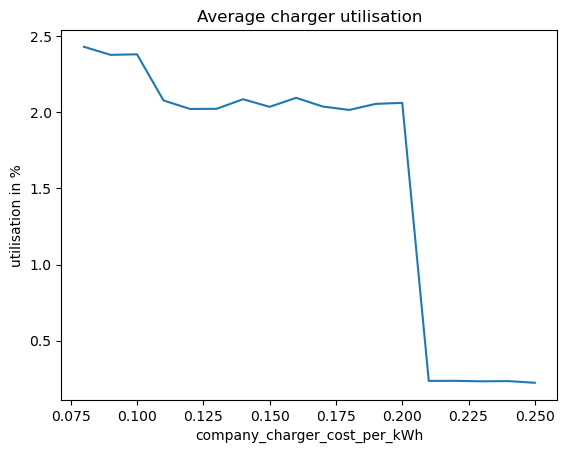 Average charger utilisation
2.5
2.0
1.5
1.0
0.5
utilisation in %
0.075 0.100 0.125 0.150 0.175 0.200 0.225 0.250
company_charger_cost_per_kWh